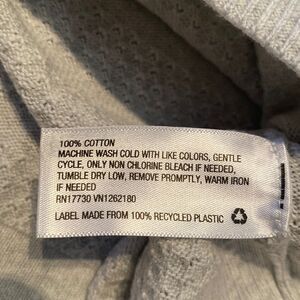 100% COTTON
MACHINE WASH COLD WITH LIKE COLORS, GENTLE
CYCLE, ONLY NON CHLORINE BLEACH IF NEEDED,
TUMBLE DRY LOW, REMOVE PROMPTLY, WARM IRON
IF NEEDED
RN17730 VN1262180
LABEL MADE FROM 100% RECYCLED PLASTIC